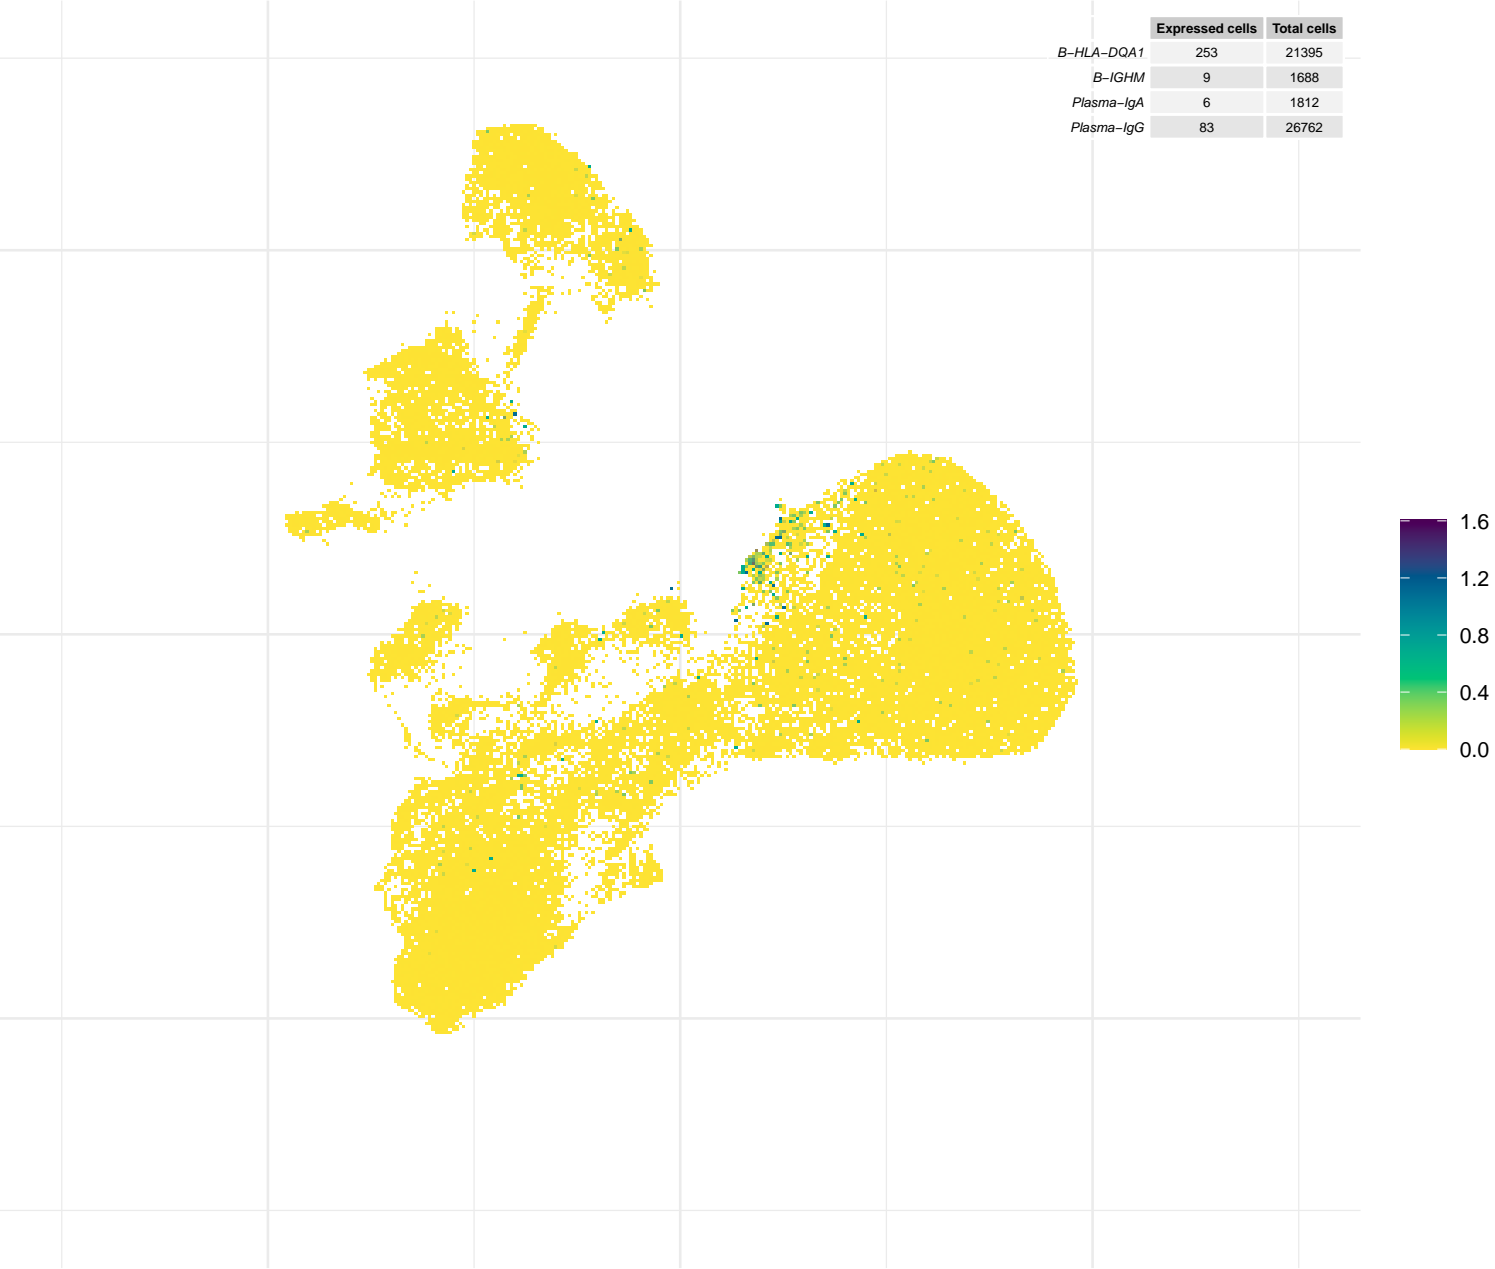 Expressed cells Total cells
B−HLA−DQA1 253 21395
B−IGHM 9 1688
Plasma−IgA 6 1812
Plasma−IgG 83 26762
1.6
1.2
0.8
0.4
0.0